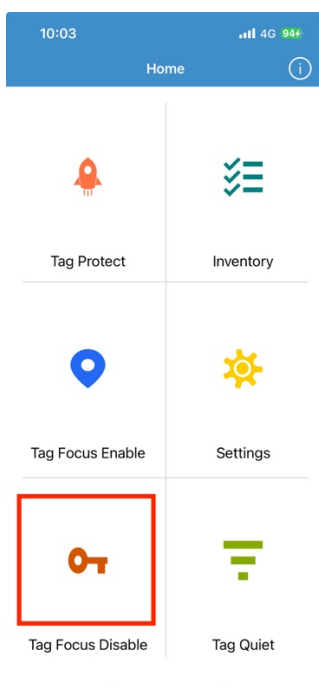 10:03 4G 94
Home
Tag Protect Inventory
Tag Focus Enable Settings
Tag Focus Disable Tag Quiet